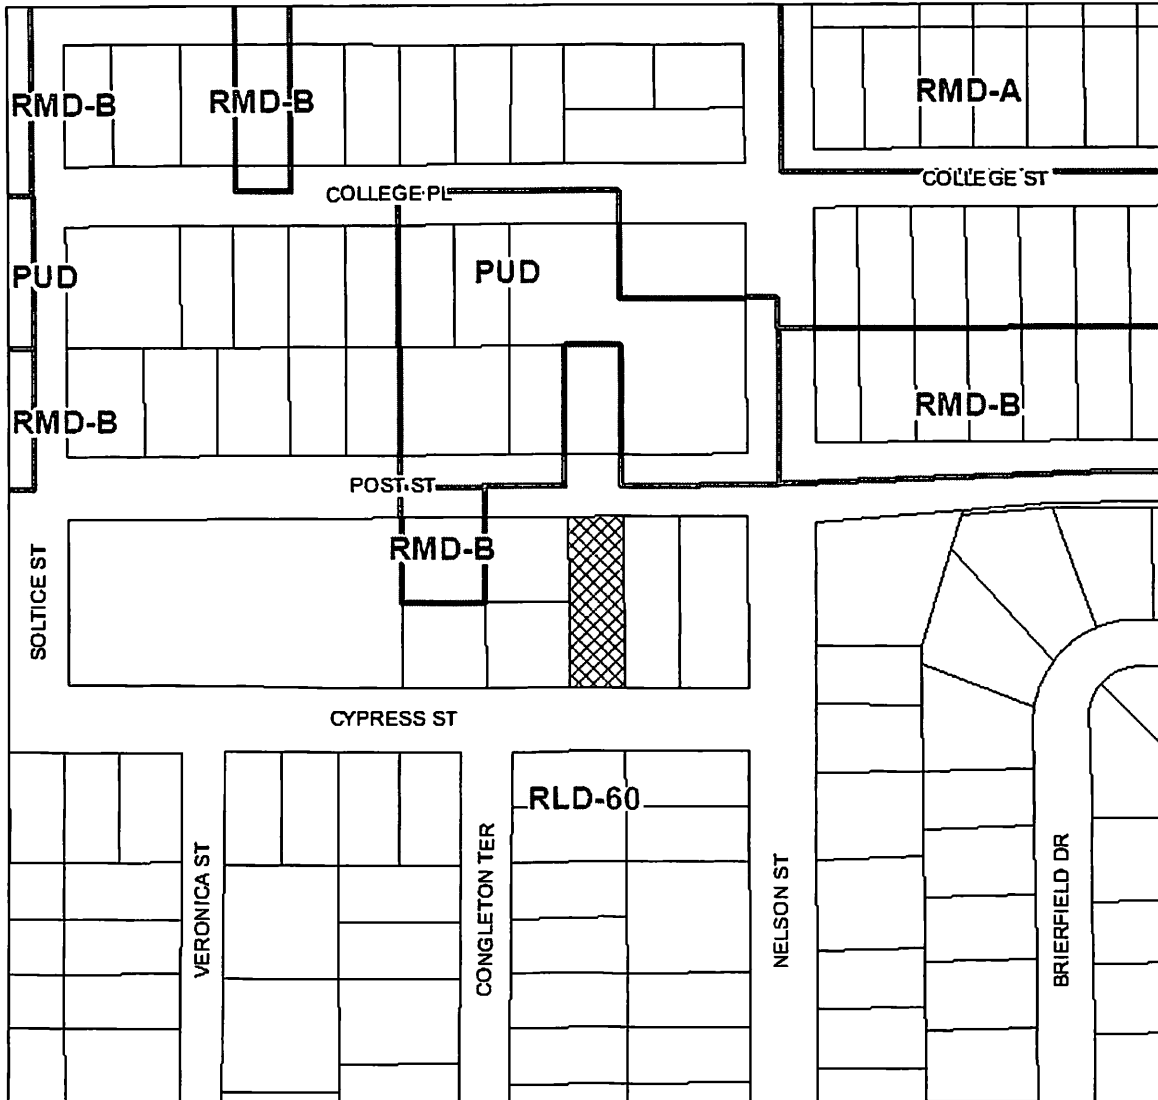 RMD-B
RMD-B
RMD-A
COLLEGE PL
COLLEGE ST
PUD
PUD
RMD-B
RMD-B
POST ST
RMD-B
SOLTICE ST
CYPRESS ST
RLD-60
VERONICA ST
CONGLETON TER
NELSON ST
BRIERFIELD DR